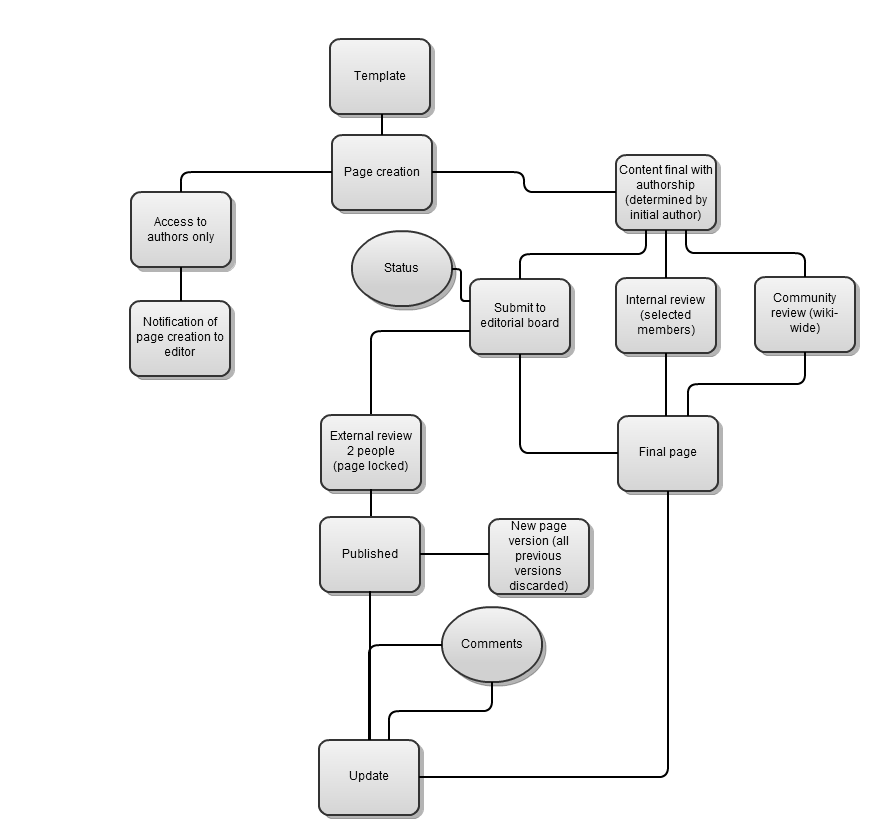 Template
Page creation
Content final with
authorship
(determined by
initial author)
Access to
authors only
Status
Submit to
editorial board
Internal review
(selected
members)
Community
review (wiki-
wide)
Notification of
page creation to
editor
External review
2 people
(page locked)
Final page
Published
New page
version (all
previous
versions
discarded)
Comments
Update